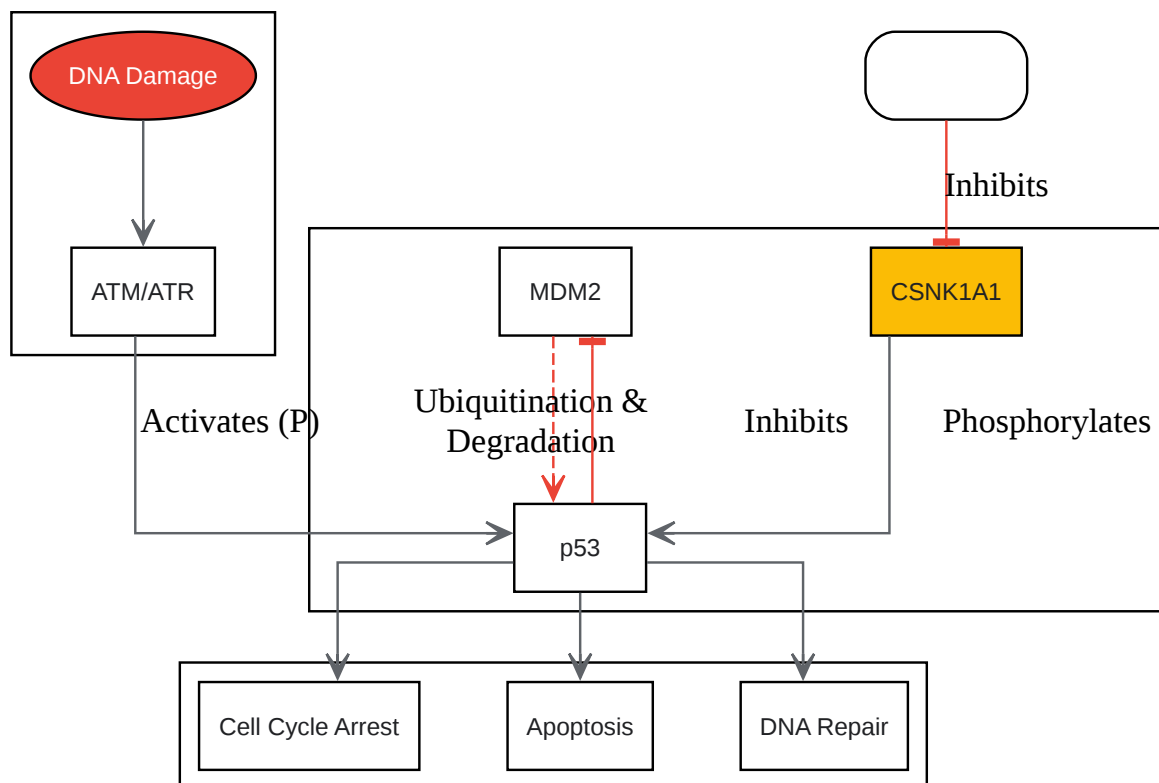 DNA Damage
Inhibits
ATM/ATR
MDM2
CSNK1A1
Activates (P)
Ubiquitination &
Degradation
Inhibits
Phosphorylates
p53
Cell Cycle Arrest
Apoptosis
DNA Repair